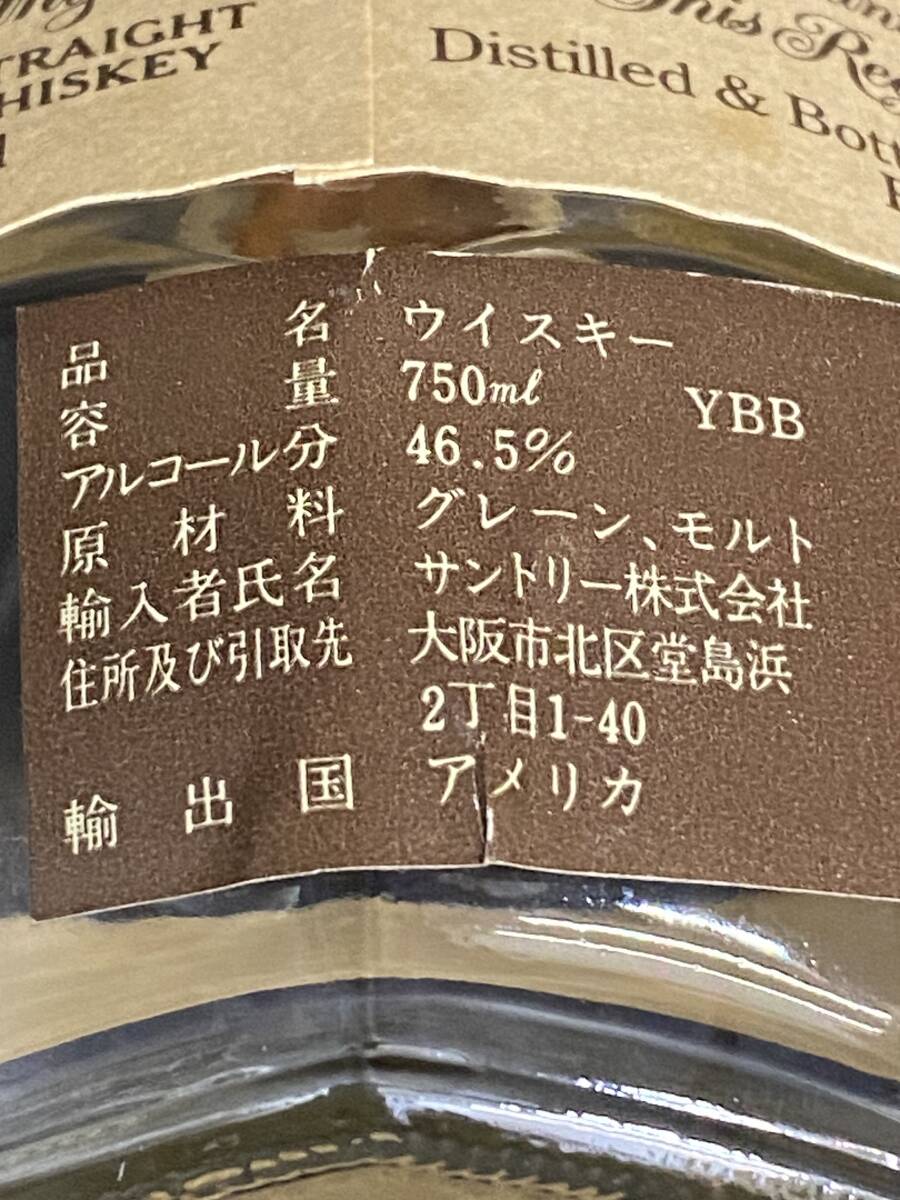 STRAIGHT
WHISKEY
This
Distilled &
品名 ウイスキー
容量 750ml YBB
アルコール分 46.5%
原材料 グレーン、モルト
輸入者氏名 サントリー株式会社
住所及び引取先 大阪市北区堂島浜
2丁目1-40
輸出国 アメリカ